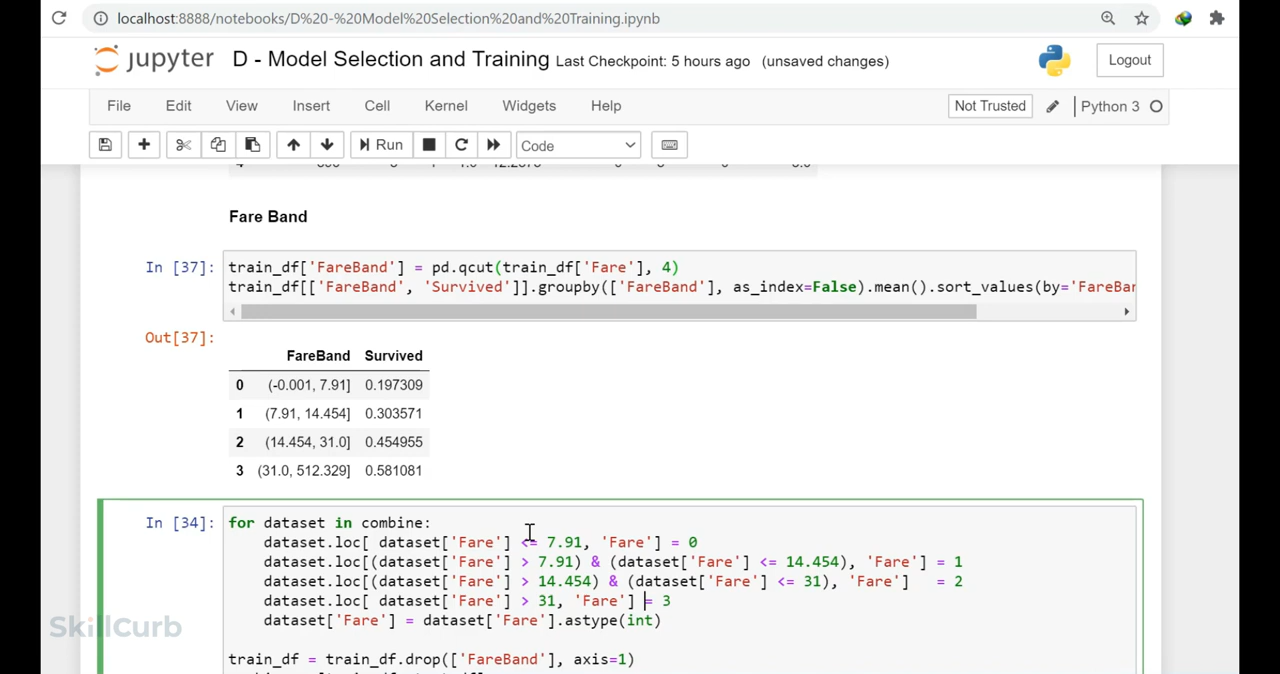 localhost:8888/notebooks/D%20-%20Model%20Selection%20and%20Training.ipynb
jupyter D - Model Selection and Training Last Checkpoint: 5 hours ago (unsaved changes) Logout
File Edit View Insert Cell Kernel Widgets Help Not Trusted Python 3
Run Code
Fare Band
In [37]: train_df['FareBand'] = pd.qcut(train_df['Fare'], 4)
train_df[['FareBand', 'Survived']].groupby(['FareBand'], as_index=False).mean().sort_values(by='FareBar
Out[37]:
FareBand Survived
0 (-0.001, 7.91] 0.197309
1 (7.91, 14.454] 0.303571
2 (14.454, 31.0] 0.454955
3 (31.0, 512.329] 0.581081
In [34]: for dataset in combine:
dataset.loc[ dataset['Fare'] <= 7.91, 'Fare'] = 0
dataset.loc[(dataset['Fare'] > 7.91) & (dataset['Fare'] <= 14.454), 'Fare'] = 1
dataset.loc[(dataset['Fare'] > 14.454) & (dataset['Fare'] <= 31), 'Fare'] = 2
dataset.loc[ dataset['Fare'] > 31, 'Fare'] = 3
dataset['Fare'] = dataset['Fare'].astype(int)
SkillCurb
train_df = train_df.drop(['FareBand'], axis=1)